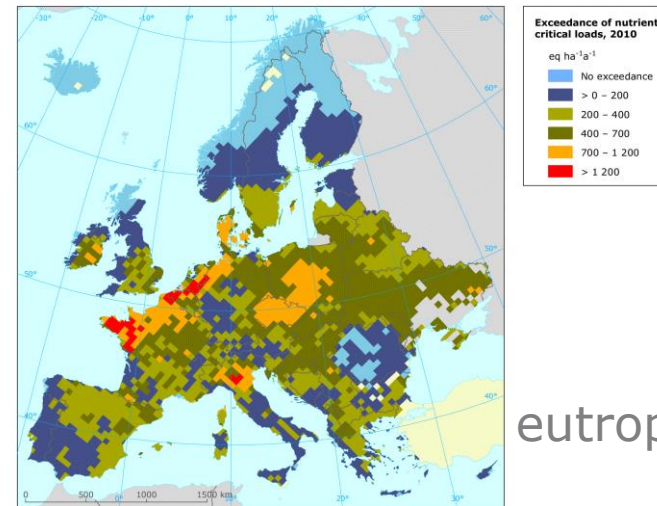 -30° -20° -10° 0° 10° 20° 30° 40° 50° 60° 70°
Exceedance of nutrient
critical loads, 2010
eq ha⁻¹a⁻¹
No exceedance
> 0 – 200
200 – 400
400 – 700
700 – 1 200
> 1 200
60°
60°
50°
50°
40°
40°
eutrop
0 500 1000 1500 km
0° 10° 20° 30°